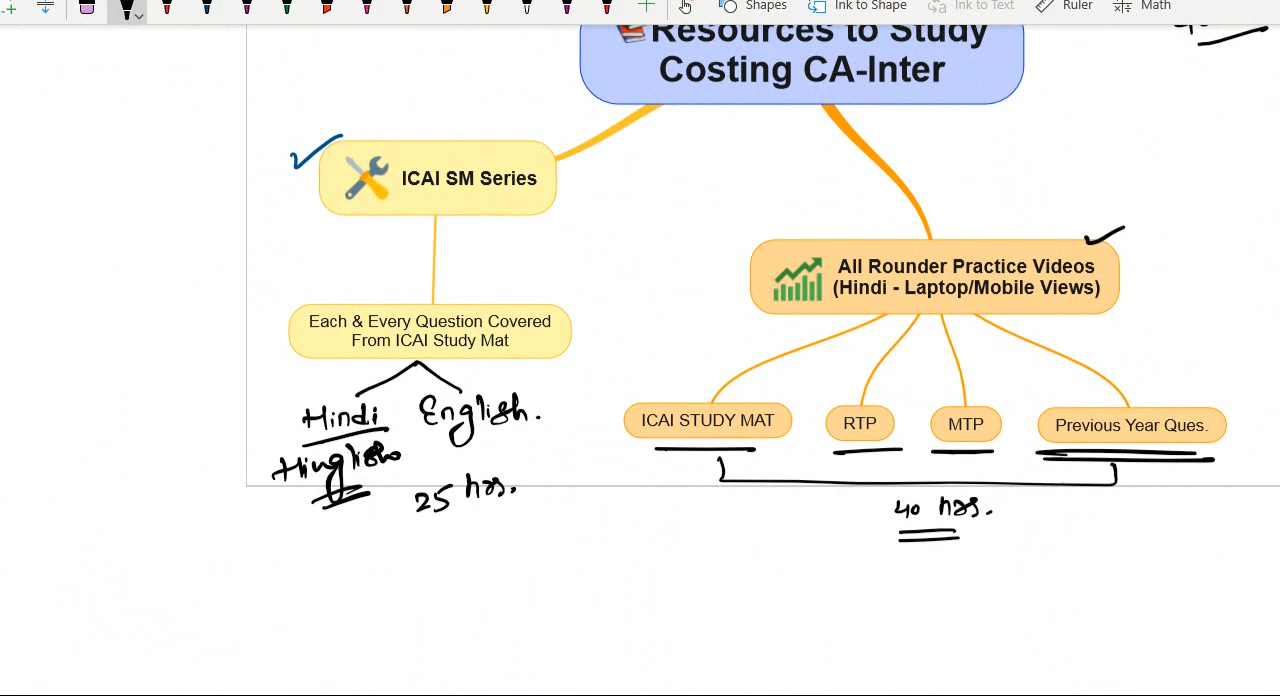 Shapes
Ink to Shape
Ink to Text
Ruler
Math
Resources to Study
Costing CA-Inter
ICAI SM Series
All Rounder Practice Videos
(Hindi - Laptop/Mobile Views)
Each & Every Question Covered
From ICAI Study Mat
Hindi English.
Hinglish
25 hrs.
ICAI STUDY MAT
RTP
MTP
Previous Year Ques.
40 hrs.